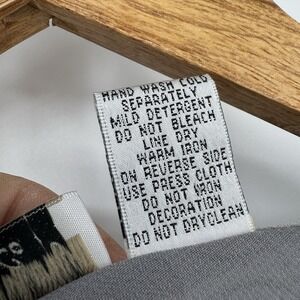 HAND WASH COLD
SEPARATELY
MILD DETERGENT
DO NOT BLEACH
LINE DRY
WARM IRON
ON REVERSE SIDE
USE PRESS CLOTH
DO NOT IRON
DECORATION
DO NOT DRYCLEAN